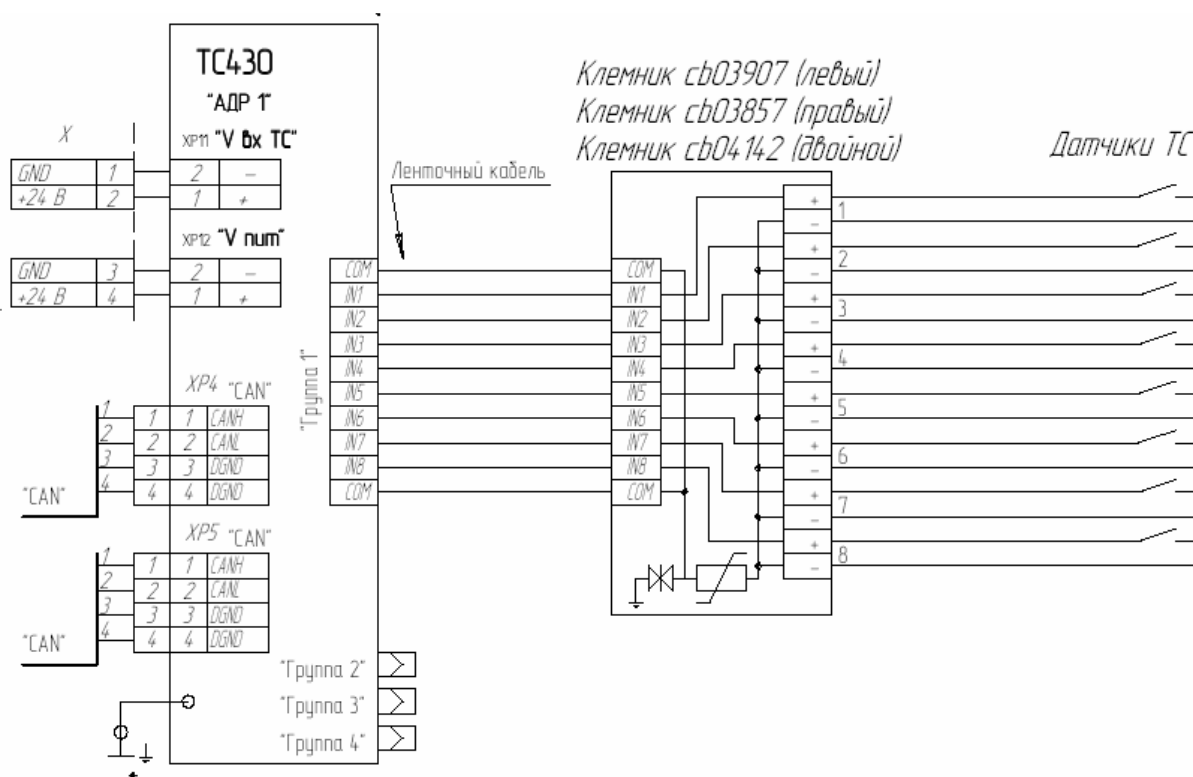 ТС430
"АДР 1"
X
ХР11 "V вх ТС"
GND 1 2 –
+24 В 2 1 +
ХР12 "V пит"
GND 3 2 –
+24 В 4 1 +
Клемник cb03907 (левый)
Клемник cb03857 (правый)
Клемник cb04142 (двойной)
Датчики ТС
Ленточный кабель
"Группа 1"
COM
IN1
IN2
IN3
IN4
IN5
IN6
IN7
IN8
COM
COM
IN1
IN2
IN3
IN4
IN5
IN6
IN7
IN8
COM
+
– 1
+
– 2
+
– 3
+
– 4
+
– 5
+
– 6
+
– 7
+
– 8
ХР4 "CAN"
1 1 1 CANH
2 2 2 CANL
3 3 3 DGND
4 4 4 DGND
"CAN"
ХР5 "CAN"
1 1 1 CANH
2 2 2 CANL
3 3 3 DGND
4 4 4 DGND
"CAN"
"Группа 2"
"Группа 3"
"Группа 4"